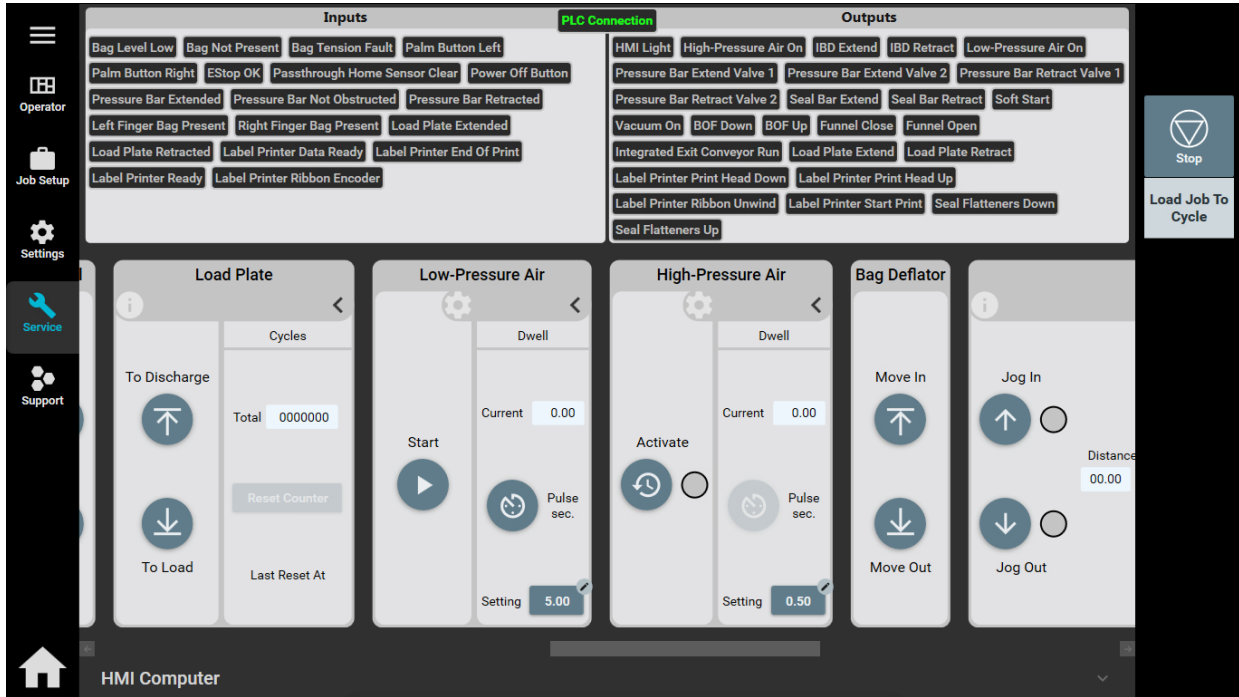 Inputs
PLC Connection
Outputs
Bag Level Low Bag Not Present Bag Tension Fault Palm Button Left
Palm Button Right EStop OK Passthrough Home Sensor Clear Power Off Button
Pressure Bar Extended Pressure Bar Not Obstructed Pressure Bar Retracted
Left Finger Bag Present Right Finger Bag Present Load Plate Extended
Load Plate Retracted Label Printer Data Ready Label Printer End Of Print
Label Printer Ready Label Printer Ribbon Encoder
HMI Light High-Pressure Air On IBD Extend IBD Retract Low-Pressure Air On
Pressure Bar Extend Valve 1 Pressure Bar Extend Valve 2 Pressure Bar Retract Valve 1
Pressure Bar Retract Valve 2 Seal Bar Extend Seal Bar Retract Soft Start
Vacuum On BOF Down BOF Up Funnel Close Funnel Open
Integrated Exit Conveyor Run Load Plate Extend Load Plate Retract
Label Printer Print Head Down Label Printer Print Head Up
Label Printer Ribbon Unwind Label Printer Start Print Seal Flatteners Down
Seal Flatteners Up
Operator
Job Setup
Settings
Service
Support
Stop
Load Job To
Cycle
Load Plate
Cycles
To Discharge
Total 0000000
Reset Counter
To Load
Last Reset At
Low-Pressure Air
Dwell
Current 0.00
Start
Pulse
sec.
Setting 5.00
High-Pressure Air
Dwell
Current 0.00
Activate
Pulse
sec.
Setting 0.50
Bag Deflator
Move In
Move Out
Jog In
Distance
00.00
Jog Out
HMI Computer